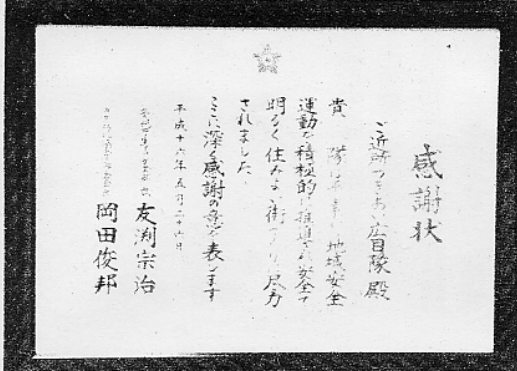 感謝状
ご近所つきあい広目隊殿
貴隊は 地域安全
運動を積極的に推進され安全で
明るく住みよい街づくりに尽力
されました
ここに深く感謝の意を表します
平成十六年五月二十六日
友渕宗治
岡田俊邦